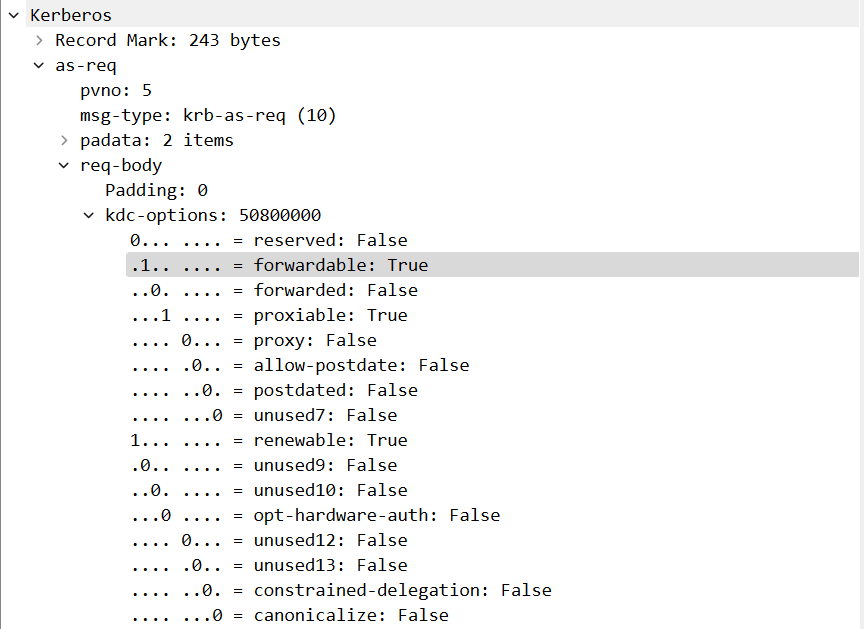 Kerberos
Record Mark: 243 bytes
as-req
pvno: 5
msg-type: krb-as-req (10)
padata: 2 items
req-body
Padding: 0
kdc-options: 50800000
0... .... = reserved: False
.1.. .... = forwardable: True
..0. .... = forwarded: False
...1 .... = proxiable: True
.... 0... = proxy: False
.... .0.. = allow-postdate: False
.... ..0. = postdated: False
.... ...0 = unused7: False
1... .... = renewable: True
.0.. .... = unused9: False
..0. .... = unused10: False
...0 .... = opt-hardware-auth: False
.... 0... = unused12: False
.... .0.. = unused13: False
.... ..0. = constrained-delegation: False
.... ...0 = canonicalize: False